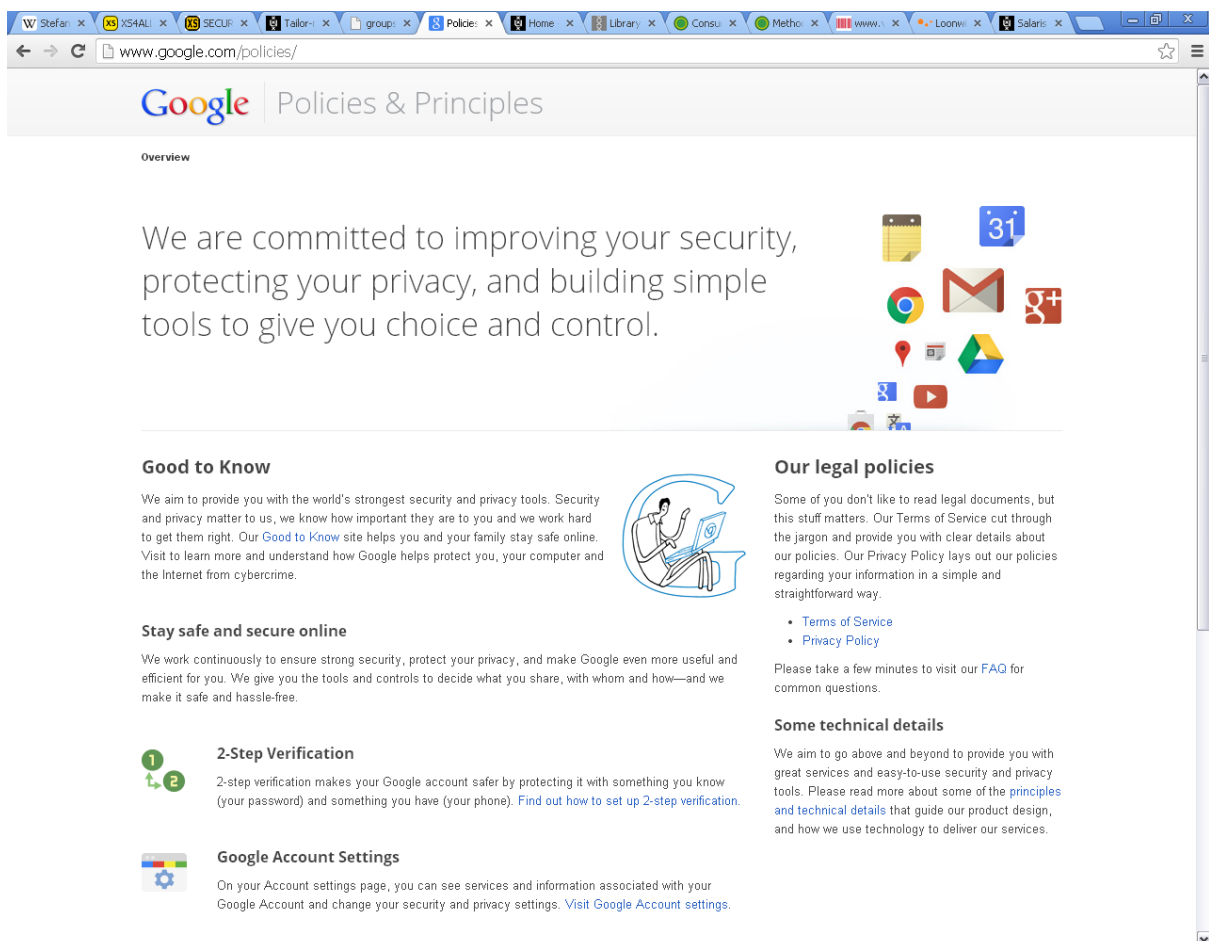 Stefan
XS4ALL
SECUR
Tailor-
groups
Policies
Home
Library
Consu
Metho
www.
Loonwe
Salaris
www.google.com/policies/
Google Policies & Principles
Overview
We are committed to improving your security,
protecting your privacy, and building simple
tools to give you choice and control.
31
g+
Good to Know
We aim to provide you with the world's strongest security and privacy tools. Security
and privacy matter to us, we know how important they are to you and we work hard
to get them right. Our Good to Know site helps you and your family stay safe online.
Visit to learn more and understand how Google helps protect you, your computer and
the Internet from cybercrime.
Stay safe and secure online
We work continuously to ensure strong security, protect your privacy, and make Google even more useful and
efficient for you. We give you the tools and controls to decide what you share, with whom and how—and we
make it safe and hassle-free.
1
2
2-Step Verification
2-step verification makes your Google account safer by protecting it with something you know
(your password) and something you have (your phone). Find out how to set up 2-step verification.
Google Account Settings
On your Account settings page, you can see services and information associated with your
Google Account and change your security and privacy settings. Visit Google Account settings.
Our legal policies
Some of you don't like to read legal documents, but
this stuff matters. Our Terms of Service cut through
the jargon and provide you with clear details about
our policies. Our Privacy Policy lays out our policies
regarding your information in a simple and
straightforward way.
• Terms of Service
• Privacy Policy
Please take a few minutes to visit our FAQ for
common questions.
Some technical details
We aim to go above and beyond to provide you with
great services and easy-to-use security and privacy
tools. Please read more about some of the principles
and technical details that guide our product design,
and how we use technology to deliver our services.